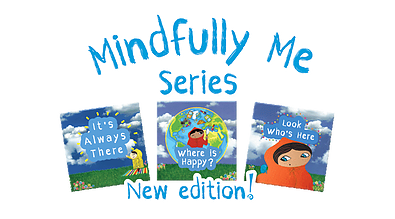 Mindfully Me
Series
It's
Always
There
Where is
Happy?
Look
Who's Here
New edition!